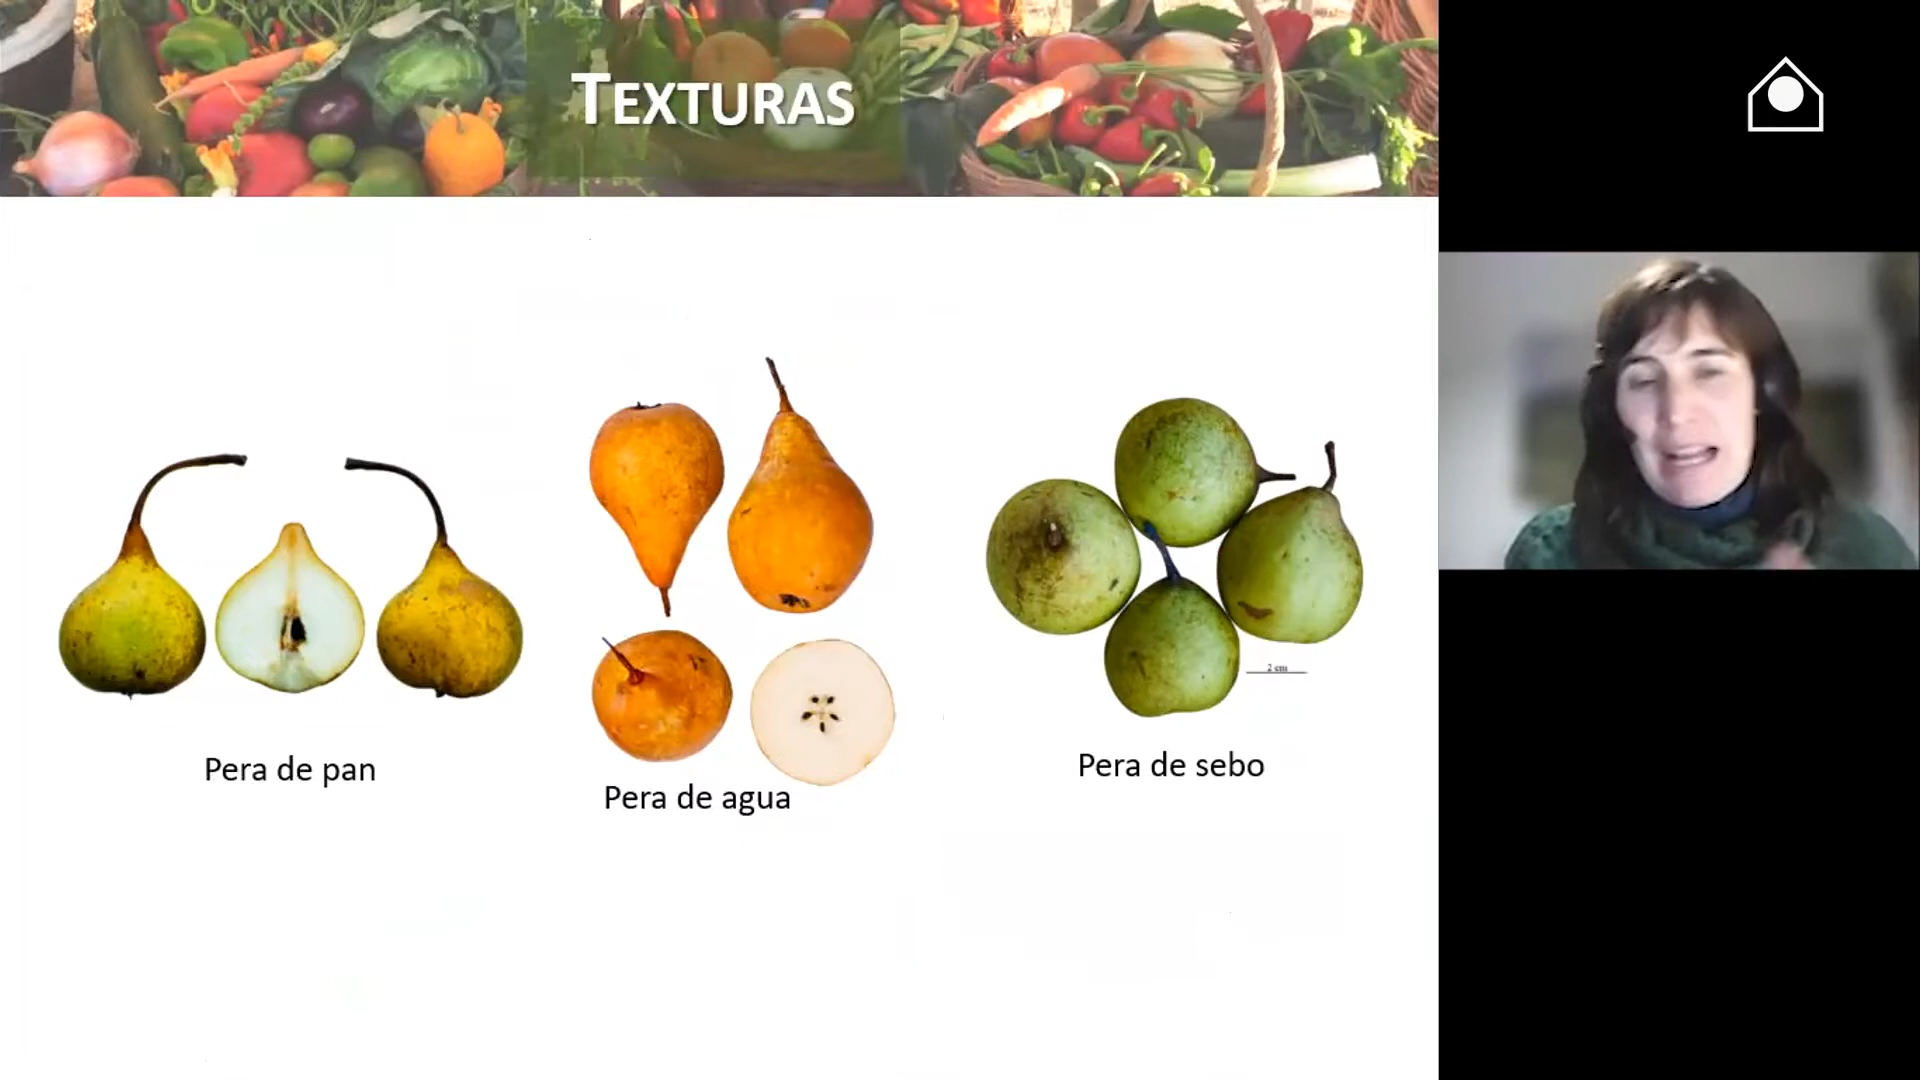 TEXTURAS
Pera de pan
Pera de agua
Pera de sebo
2 cm